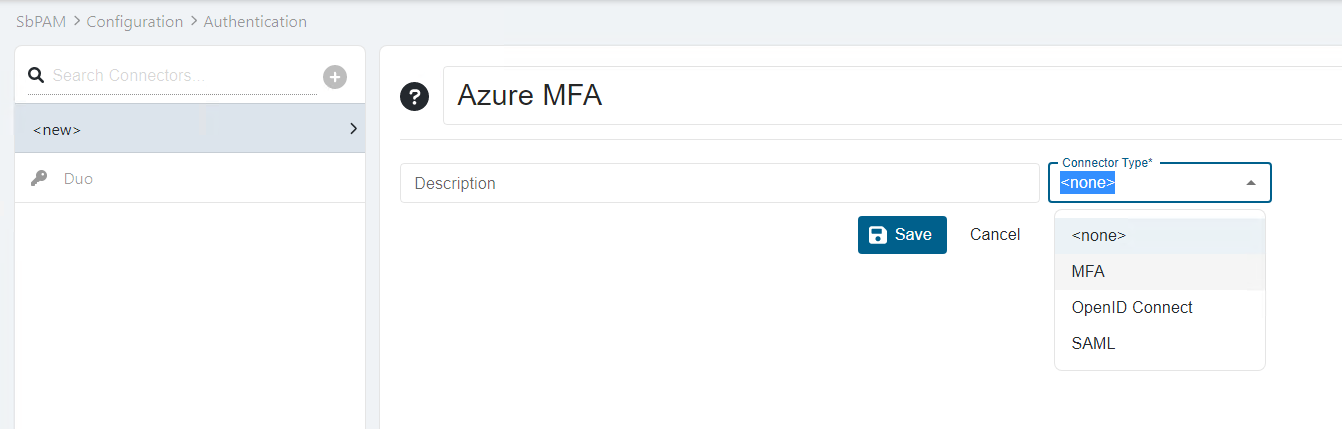 SbPAM > Configuration > Authentication
Search Connectors...
<new>
Duo
? Azure MFA
Description
Connector Type*
<none>
Save Cancel
<none>
MFA
OpenID Connect
SAML